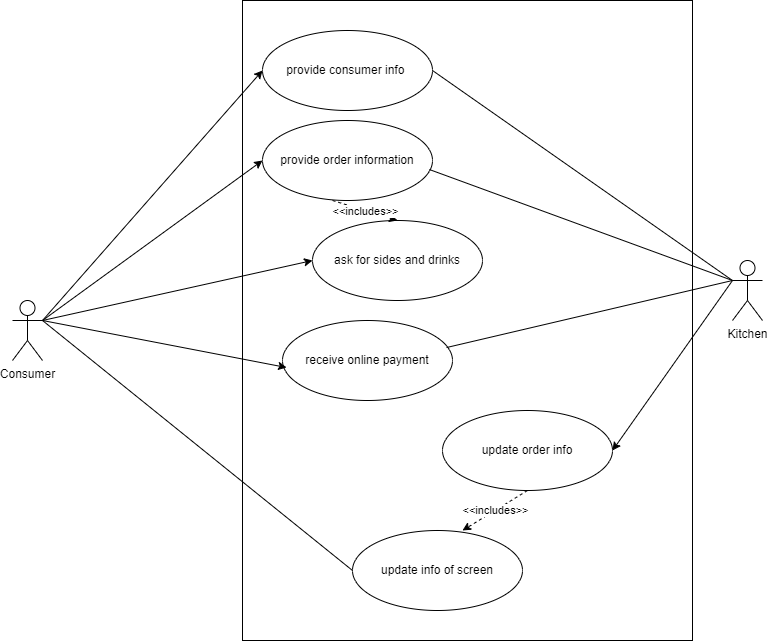 provide consumer info
provide order information
<<includes>>
ask for sides and drinks
receive online payment
Consumer
Kitchen
update order info
<<includes>>
update info of screen